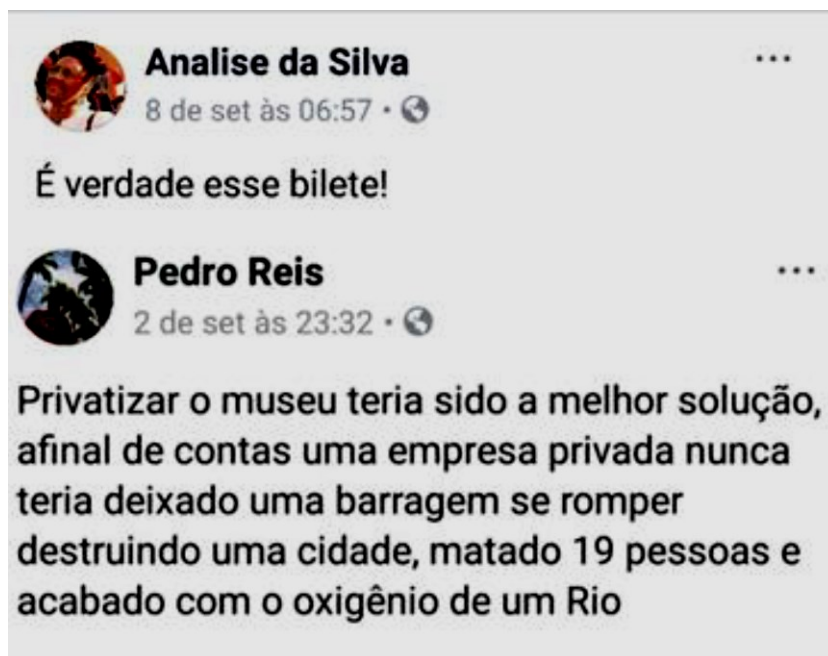 Analise da Silva
8 de set às 06:57 ·
É verdade esse bilete!
Pedro Reis
2 de set às 23:32 ·
Privatizar o museu teria sido a melhor solução,
afinal de contas uma empresa privada nunca
teria deixado uma barragem se romper
destruindo uma cidade, matado 19 pessoas e
acabado com o oxigênio de um Rio